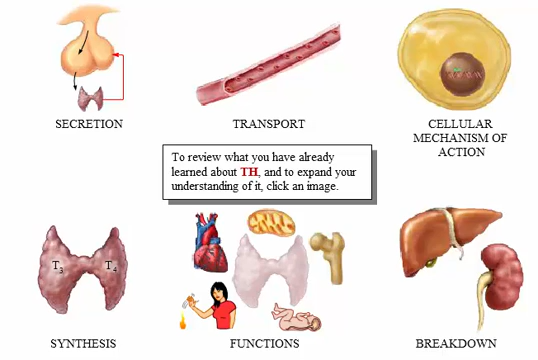 SECRETION
TRANSPORT
CELLULAR
MECHANISM OF
ACTION
To review what you have already
learned about TH, and to expand your
understanding of it, click an image.
T₃ T₄
SYNTHESIS
FUNCTIONS
BREAKDOWN